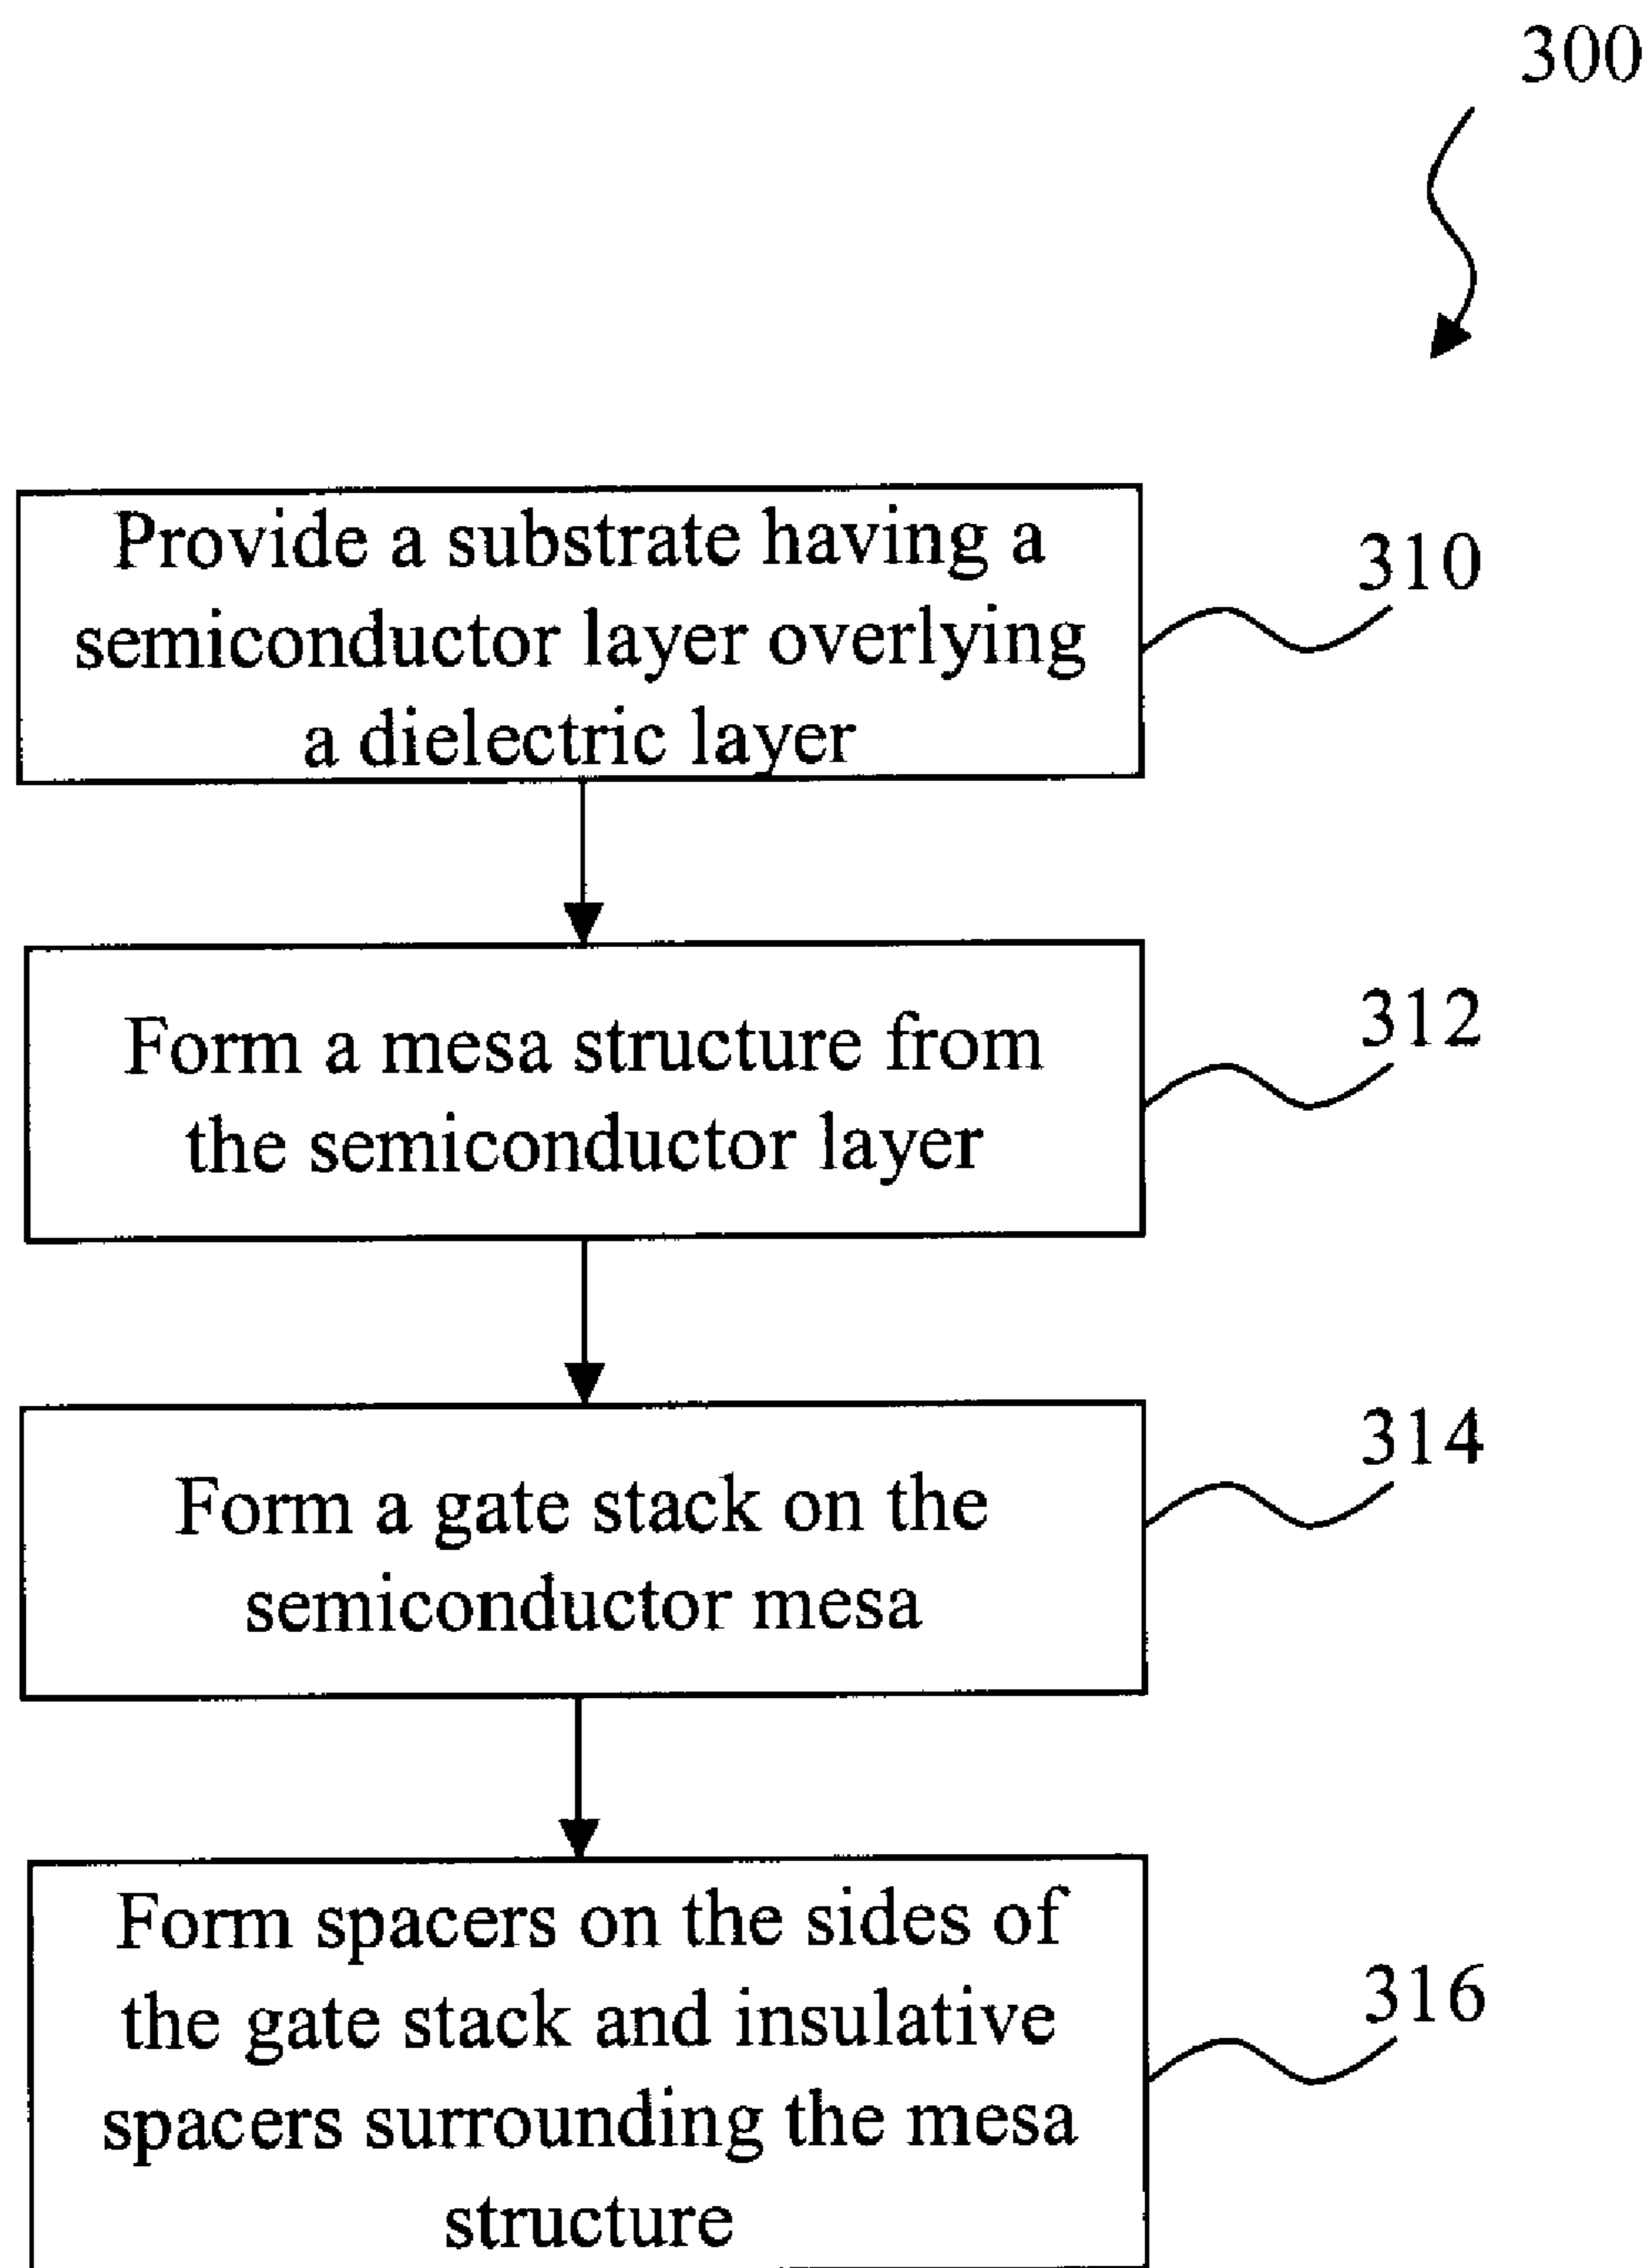 300
Provide a substrate having a
semiconductor layer overlying
a dielectric layer
310
Form a mesa structure from
the semiconductor layer
312
Form a gate stack on the
semiconductor mesa
314
Form spacers on the sides of
the gate stack and insulative
spacers surrounding the mesa
structure
316